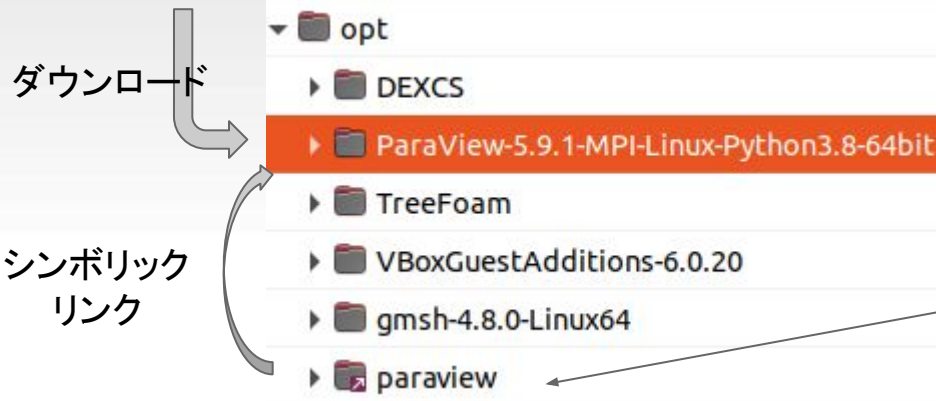 opt
ダウンロード
DEXCS
ParaView-5.9.1-MPI-Linux-Python3.8-64bit
TreeFoam
シンボリック
リンク
VBoxGuestAdditions-6.0.20
gmsh-4.8.0-Linux64
paraview